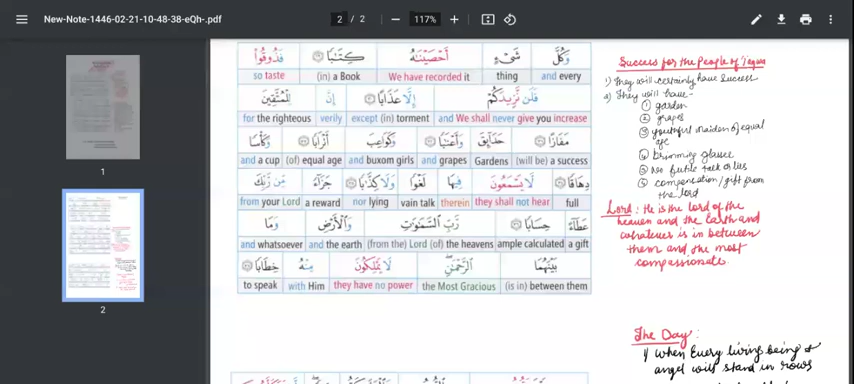 New-Note-1446-02-21-10-48-38-eQh-.pdf
2 / 2
117%
1
2
وَكُلَّ شَىْءٍ أَحْصَيْنَٰهُ كِتَٰبًا ۝ فَذُوقُوا۟
so taste (in) a Book We have recorded it thing and every
فَلَن نَّزِيدَكُمْ إِلَّا عَذَابًا ۝ إِنَّ لِلْمُتَّقِينَ
for the righteous verily except (in) torment and We shall never give you increase
مَفَازًا ۝ حَدَآئِقَ وَأَعْنَٰبًا ۝ وَكَوَاعِبَ أَتْرَابًا ۝ وَكَأْسًا
and a cup (of) equal age and buxom girls and grapes Gardens (will be) a success
دِهَاقًا ۝ لَّا يَسْمَعُونَ فِيهَا لَغْوًا وَلَا كِذَّٰبًا ۝ جَزَآءً مِّن رَّبِّكَ
from your Lord a reward nor lying vain talk therein they shall not hear full
عَطَآءً حِسَابًا ۝ رَّبِّ ٱلسَّمَٰوَٰتِ وَٱلْأَرْضِ وَمَا
and whatsoever and the earth (from the) Lord (of) the heavens ample calculated a gift
بَيْنَهُمَا ٱلرَّحْمَٰنِ لَا يَمْلِكُونَ مِنْهُ خِطَابًا ۝
to speak with Him they have no power the Most Gracious (is in) between them
Success for the People of Taqwa
1) They will certainly have success
2) They will have-
① garden
② grapes
③ youthful maiden of equal age
④ brimming glasses
⑤ no futile talk or lies
⑥ compensation/gift from the lord
Lord: He is the lord of the
heaven and the Earth and
whatever is in between
them and the most
compassionate.
The Day:
1) when Every living being &
angel will stand in rows